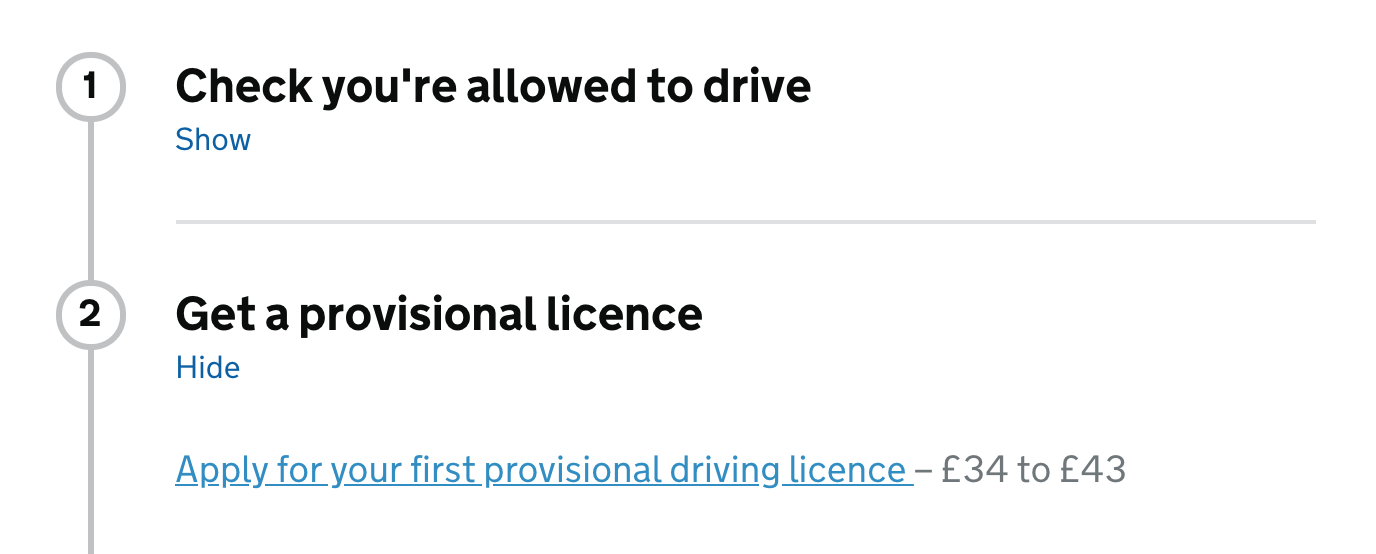 1
Check you're allowed to drive
Show
2
Get a provisional licence
Hide
Apply for your first provisional driving licence – £34 to £43